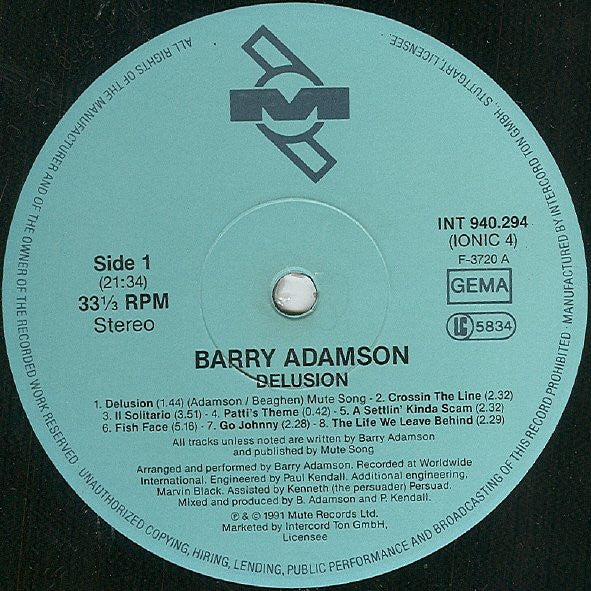 M
INT 940.294
(IONIC 4)
F-3720 A
GEMA
LC 5834
Side 1
(21:34)
33⅓ RPM
Stereo
BARRY ADAMSON
DELUSION
1. Delusion (1.44) (Adamson / Beaghen) Mute Song - 2. Crossin The Line (2.32)
3. Il Solitario (3.51) - 4. Patti's Theme (0.42) - 5. A Settlin' Kinda Scam (2.32)
6. Fish Face (5.16) - 7. Go Johnny (2.28) - 8. The Life We Leave Behind (2.29)
All tracks unless noted are written by Barry Adamson
and published by Mute Song
Arranged and performed by Barry Adamson. Recorded at Worldwide
International. Engineered by Paul Kendall. Additional engineering,
Marvin Black. Assisted by Kenneth (the persuader) Persuad.
Mixed and produced by B. Adamson and P. Kendall.
℗ & © 1991 Mute Records Ltd.
Marketed by Intercord Ton GmbH,
Licensee
ALL RIGHTS OF THE MANUFACTURER AND OF THE OWNER OF THE RECORDED WORK RESERVED · UNAUTHORIZED COPYING, HIRING, LENDING, PUBLIC PERFORMANCE AND BROADCASTING OF THIS RECORD PROHIBITED · MANUFACTURED BY INTERCORD TON GMBH., STUTTGART, LICENSEE.